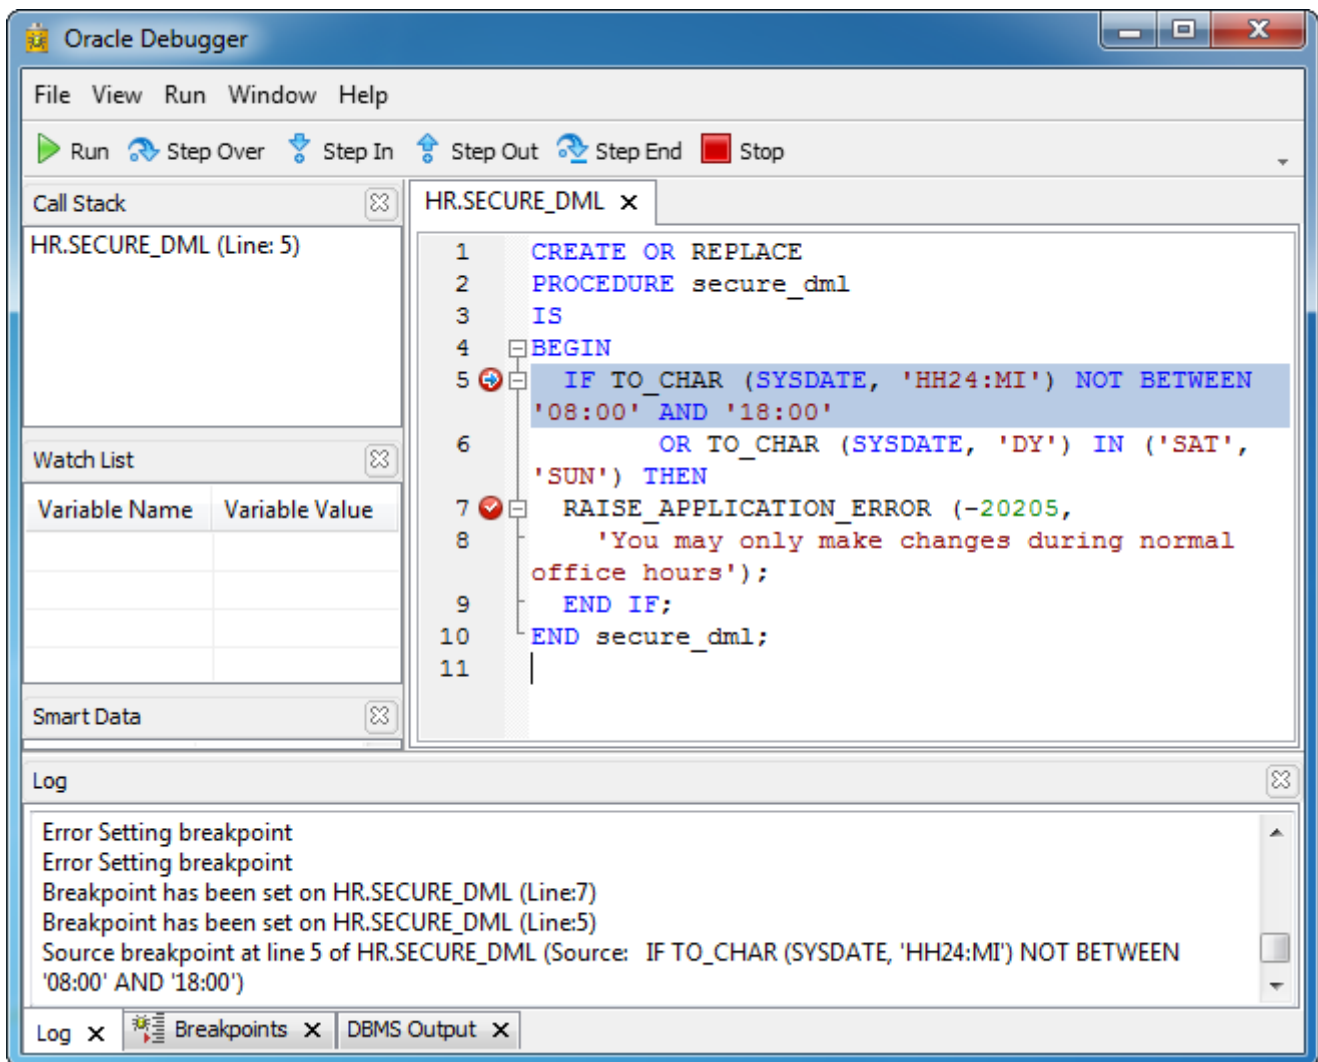 Oracle Debugger
File View Run Window Help
Run Step Over Step In Step Out Step End Stop
Call Stack
HR.SECURE_DML (Line: 5)
Watch List
Variable Name Variable Value
Smart Data
HR.SECURE_DML
1 CREATE OR REPLACE
2 PROCEDURE secure_dml
3 IS
4 BEGIN
5 IF TO_CHAR (SYSDATE, 'HH24:MI') NOT BETWEEN
'08:00' AND '18:00'
6 OR TO_CHAR (SYSDATE, 'DY') IN ('SAT',
'SUN') THEN
7 RAISE_APPLICATION_ERROR (-20205,
8 'You may only make changes during normal
office hours');
9 END IF;
10 END secure_dml;
11
Log
Error Setting breakpoint
Error Setting breakpoint
Breakpoint has been set on HR.SECURE_DML (Line:7)
Breakpoint has been set on HR.SECURE_DML (Line:5)
Source breakpoint at line 5 of HR.SECURE_DML (Source: IF TO_CHAR (SYSDATE, 'HH24:MI') NOT BETWEEN
'08:00' AND '18:00')
Log Breakpoints DBMS Output